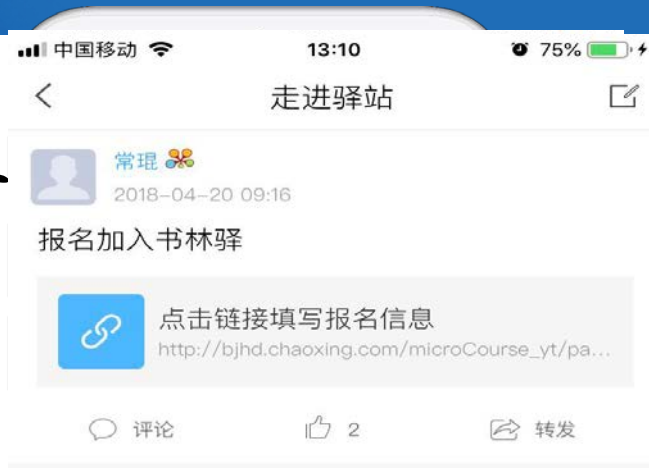 中国移动 13:10 75%
走进驿站
常琨
2018-04-20 09:16
报名加入书林驿
点击链接填写报名信息
http://bjhd.chaoxing.com/microCourse_yt/pa...
评论 2 转发